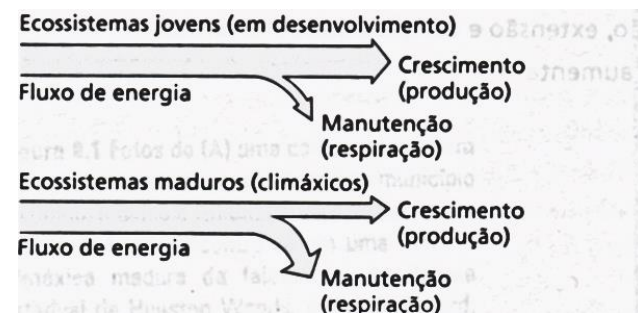 Ecossistemas jovens (em desenvolvimento)
Crescimento
(produção)
Fluxo de energia
Manutenção
(respiração)
Ecossistemas maduros (climáxicos)
Crescimento
(produção)
Fluxo de energia
Manutenção
(respiração)